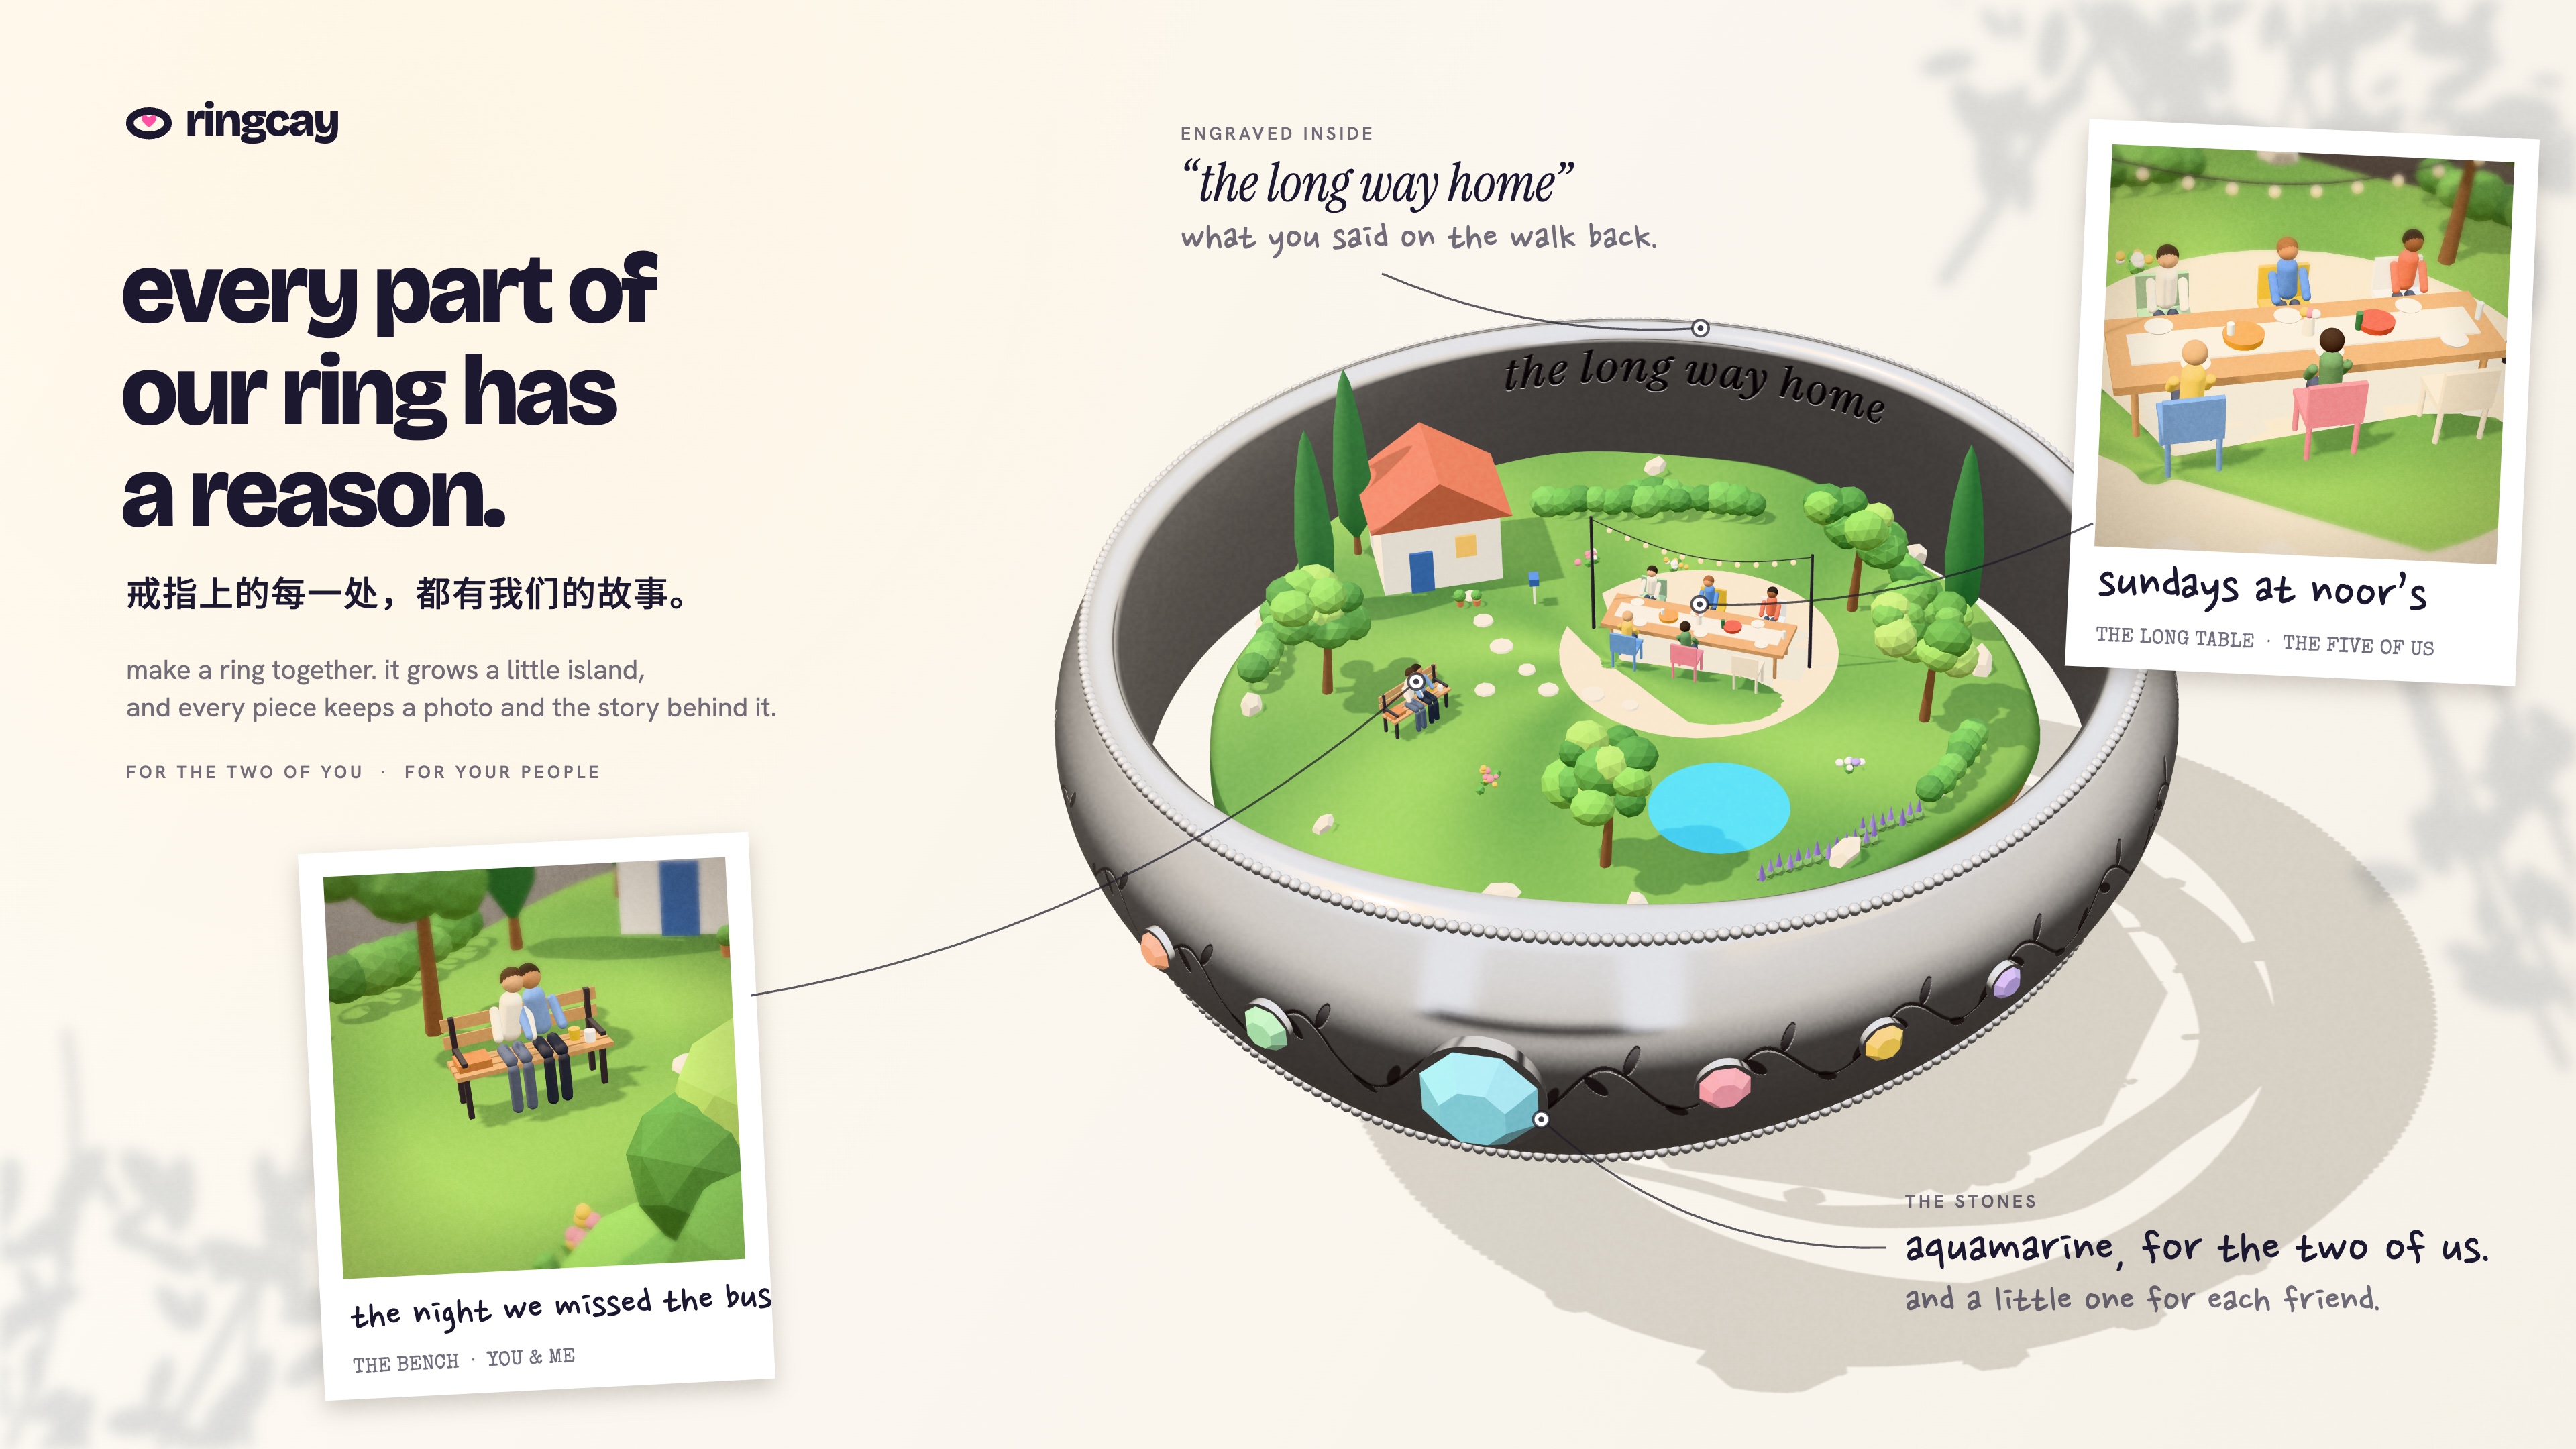 ringcay
every part of
our ring has
a reason.
戒指上的每一处，都有我们的故事。
make a ring together. it grows a little island,
and every piece keeps a photo and the story behind it.
FOR THE TWO OF YOU · FOR YOUR PEOPLE
the night we missed the bus
THE BENCH · YOU & ME
ENGRAVED INSIDE
“the long way home”
what you said on the walk back.
the long way home
sundays at noor’s
THE LONG TABLE · THE FIVE OF US
THE STONES
aquamarine, for the two of us.
and a little one for each friend.